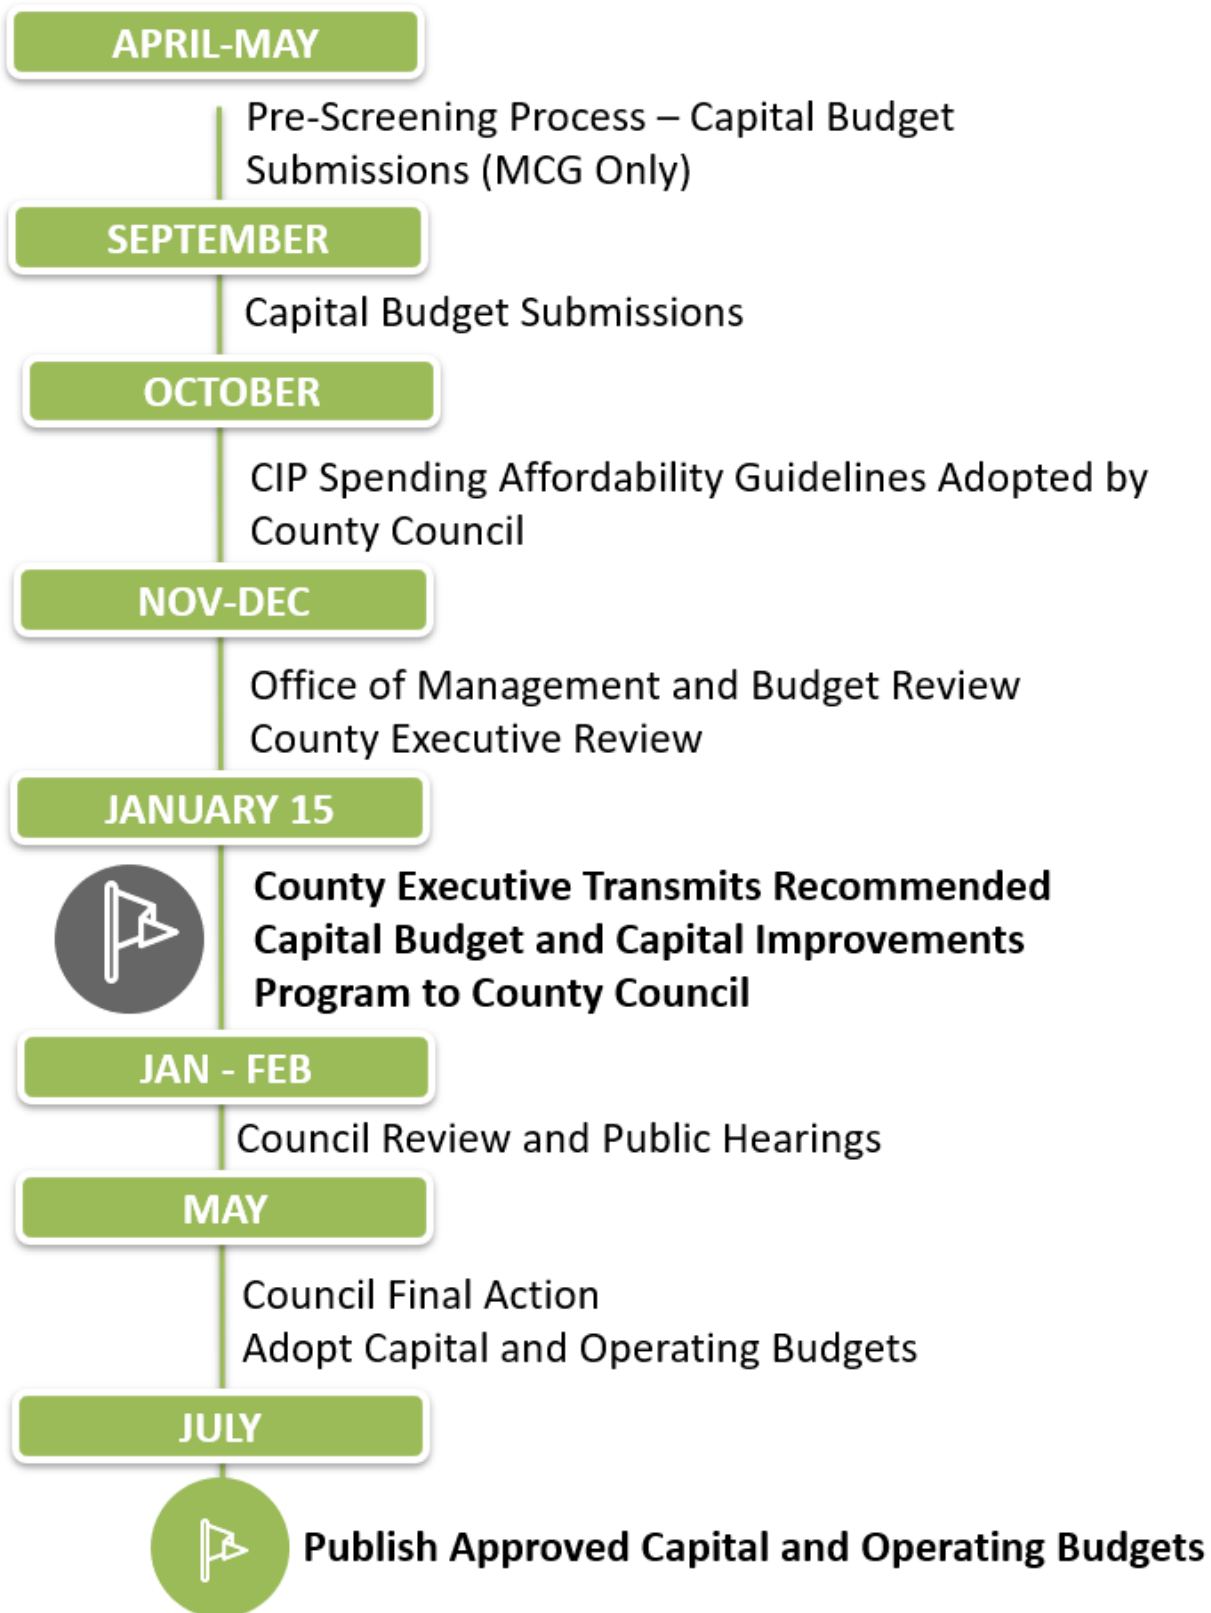 APRIL-MAY
Pre-Screening Process – Capital Budget
Submissions (MCG Only)
SEPTEMBER
Capital Budget Submissions
OCTOBER
CIP Spending Affordability Guidelines Adopted by
County Council
NOV-DEC
Office of Management and Budget Review
County Executive Review
JANUARY 15
County Executive Transmits Recommended
Capital Budget and Capital Improvements
Program to County Council
JAN - FEB
Council Review and Public Hearings
MAY
Council Final Action
Adopt Capital and Operating Budgets
JULY
Publish Approved Capital and Operating Budgets